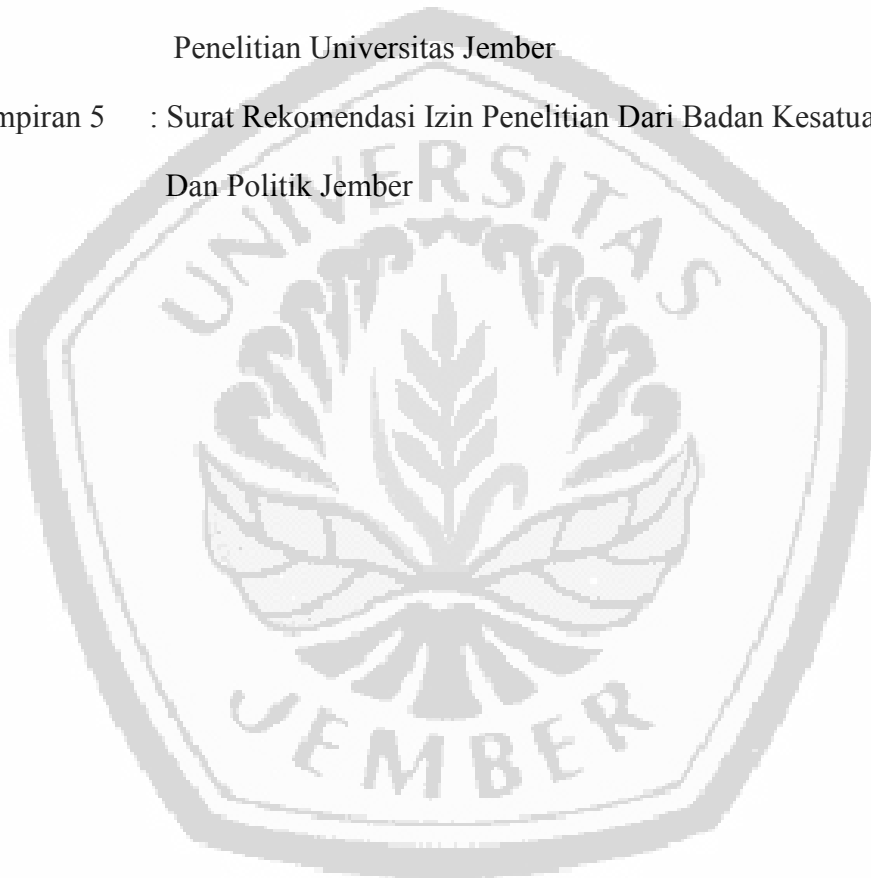 Penelitian Universitas Jember
mpiran 5 : Surat Rekomendasi Izin Penelitian Dari Badan Kesatua
Dan Politik Jember
UNIVERSITAS
JEMBER